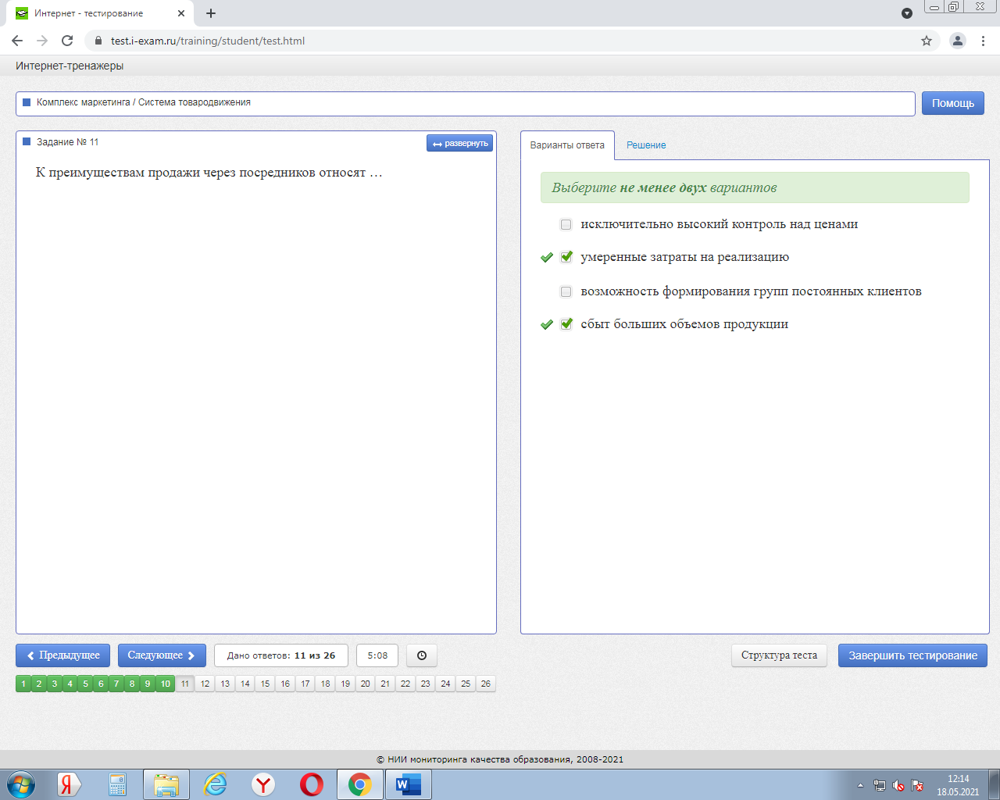 Интернет - тестирование
test.i-exam.ru/training/student/test.html
Интернет-тренажеры
Комплекс маркетинга / Система товародвижения
Помощь
Задание № 11
развернуть
К преимуществам продажи через посредников относят …
Варианты ответа
Решение
Выберите не менее двух вариантов
исключительно высокий контроль над ценами
умеренные затраты на реализацию
возможность формирования групп постоянных клиентов
сбыт больших объемов продукции
Предыдущее
Следующее
Дано ответов: 11 из 26
5:08
Структура теста
Завершить тестирование
1 2 3 4 5 6 7 8 9 10 11 12 13 14 15 16 17 18 19 20 21 22 23 24 25 26
© НИИ мониторинга качества образования, 2008-2021
12:14
18.05.2021